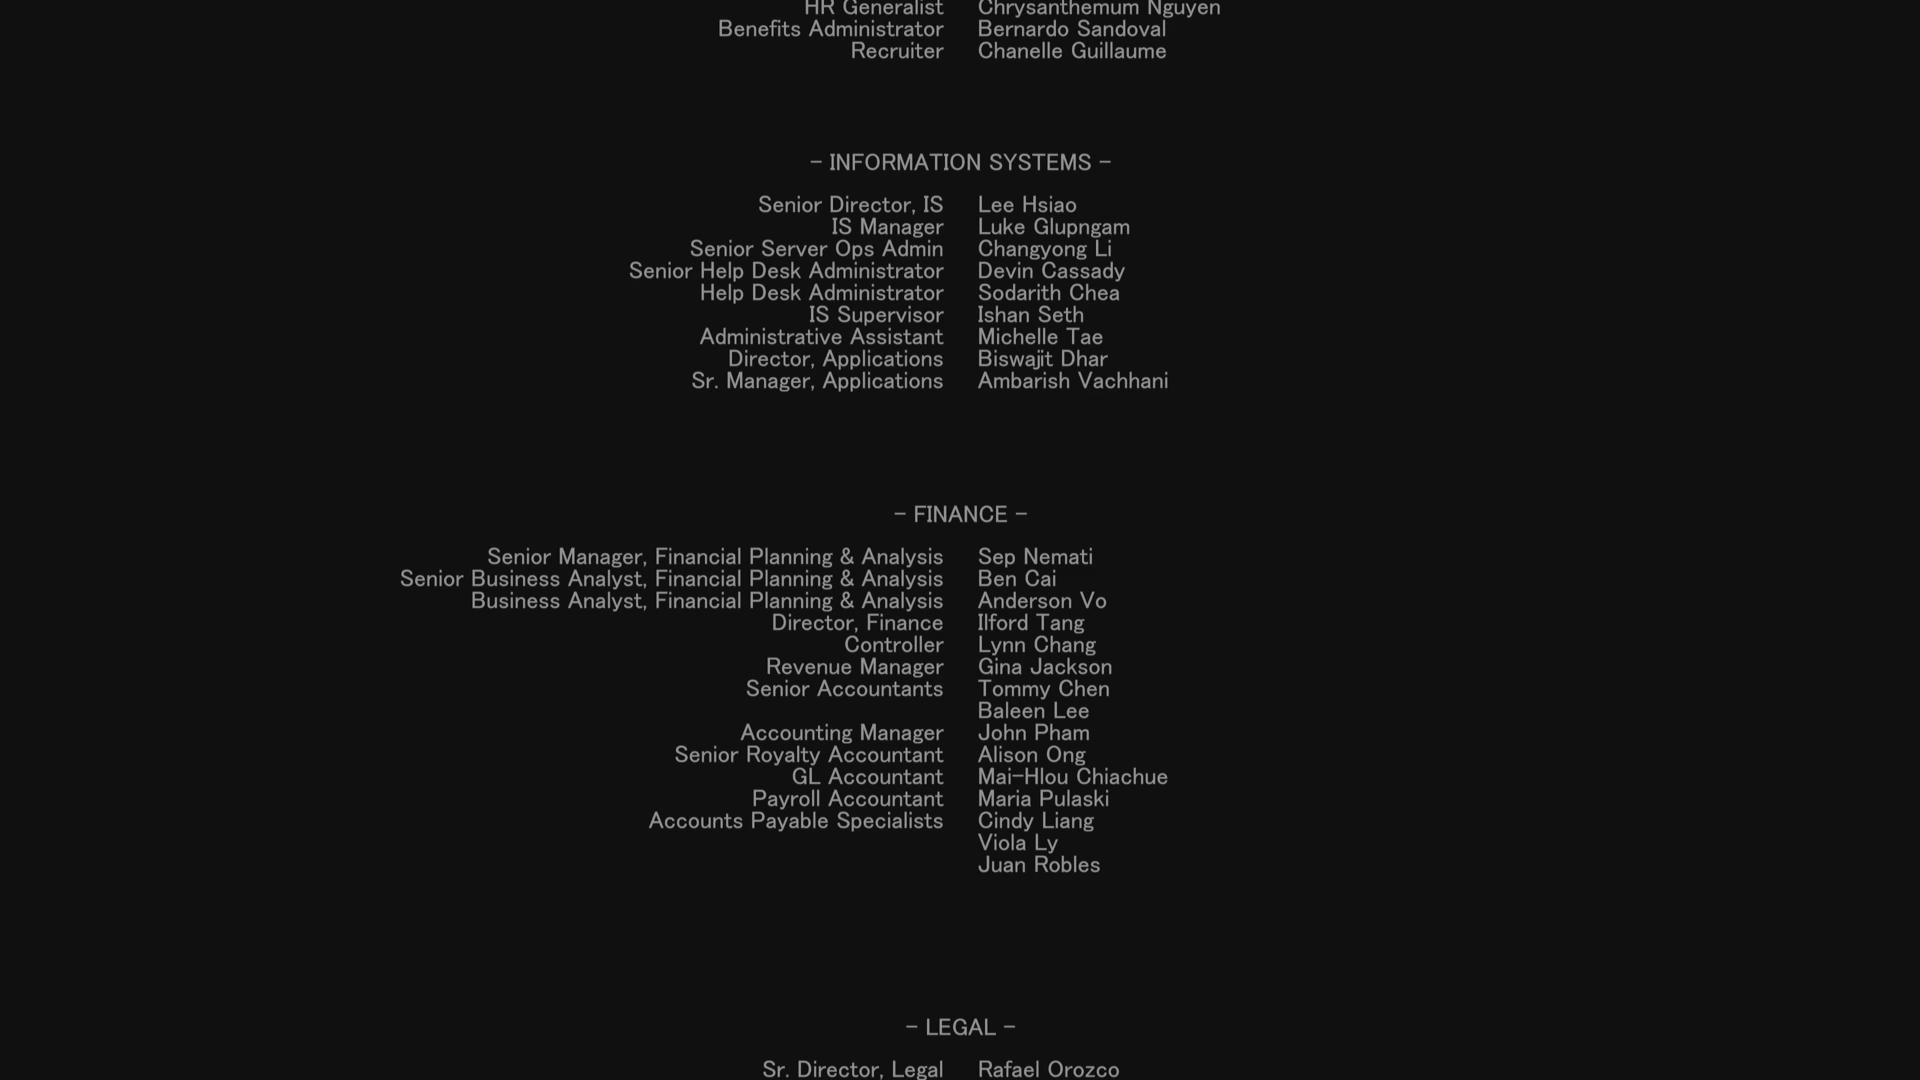 HR Generalist Chrysanthemum Nguyen
Benefits Administrator Bernardo Sandoval
Recruiter Chanelle Guillaume
- INFORMATION SYSTEMS -
Senior Director, IS Lee Hsiao
IS Manager Luke Glupngam
Senior Server Ops Admin Changyong Li
Senior Help Desk Administrator Devin Cassady
Help Desk Administrator Sodarith Chea
IS Supervisor Ishan Seth
Administrative Assistant Michelle Tae
Director, Applications Biswajit Dhar
Sr. Manager, Applications Ambarish Vachhani
- FINANCE -
Senior Manager, Financial Planning & Analysis Sep Nemati
Senior Business Analyst, Financial Planning & Analysis Ben Cai
Business Analyst, Financial Planning & Analysis Anderson Vo
Director, Finance Ilford Tang
Controller Lynn Chang
Revenue Manager Gina Jackson
Senior Accountants Tommy Chen
Baleen Lee
Accounting Manager John Pham
Senior Royalty Accountant Alison Ong
GL Accountant Mai-Hlou Chiachue
Payroll Accountant Maria Pulaski
Accounts Payable Specialists Cindy Liang
Viola Ly
Juan Robles
- LEGAL -
Sr. Director, Legal Rafael Orozco